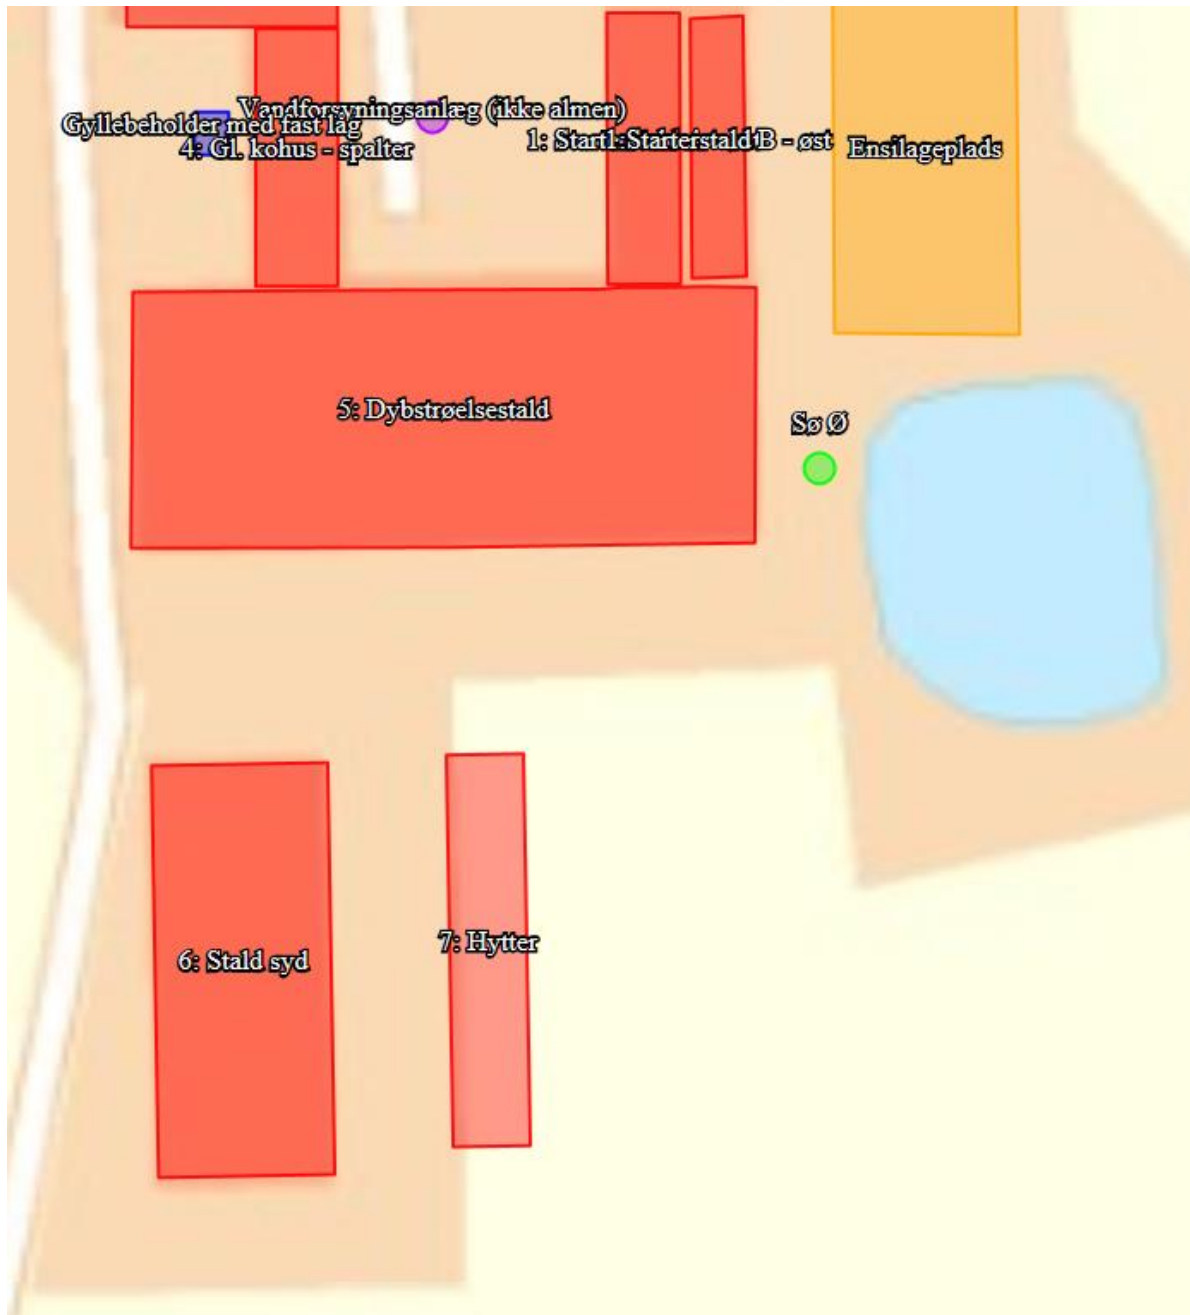 Vandforsyningsanlæg (ikke almen)
Gyllebeholder med fast låg
4: Gl. kohus - spalter
1: Starterstald B - øst
Ensilageplads
5: Dybstrøelsestald
Sø Ø
7: Hytter
6: Stald syd